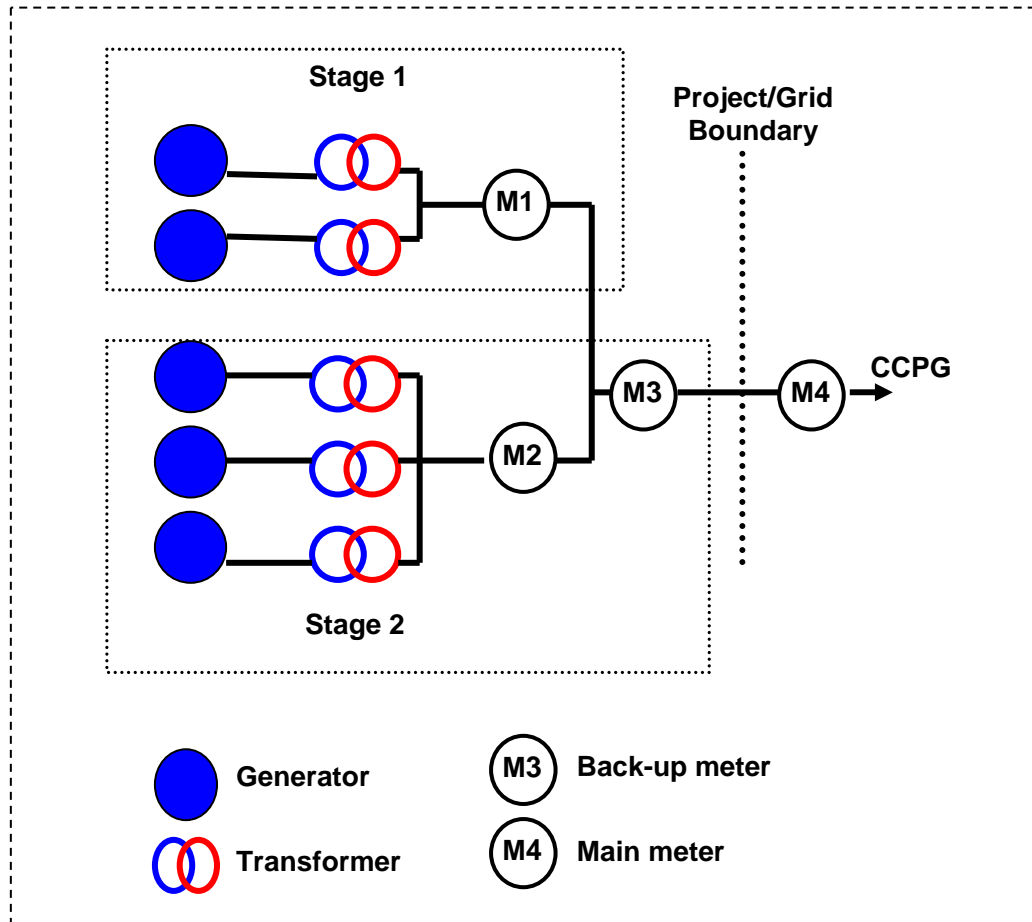 Stage 1
Project/Grid
Boundary
M1
CCPG
M3
M4
M2
Stage 2
Generator
M3
Back-up meter
Transformer
M4
Main meter